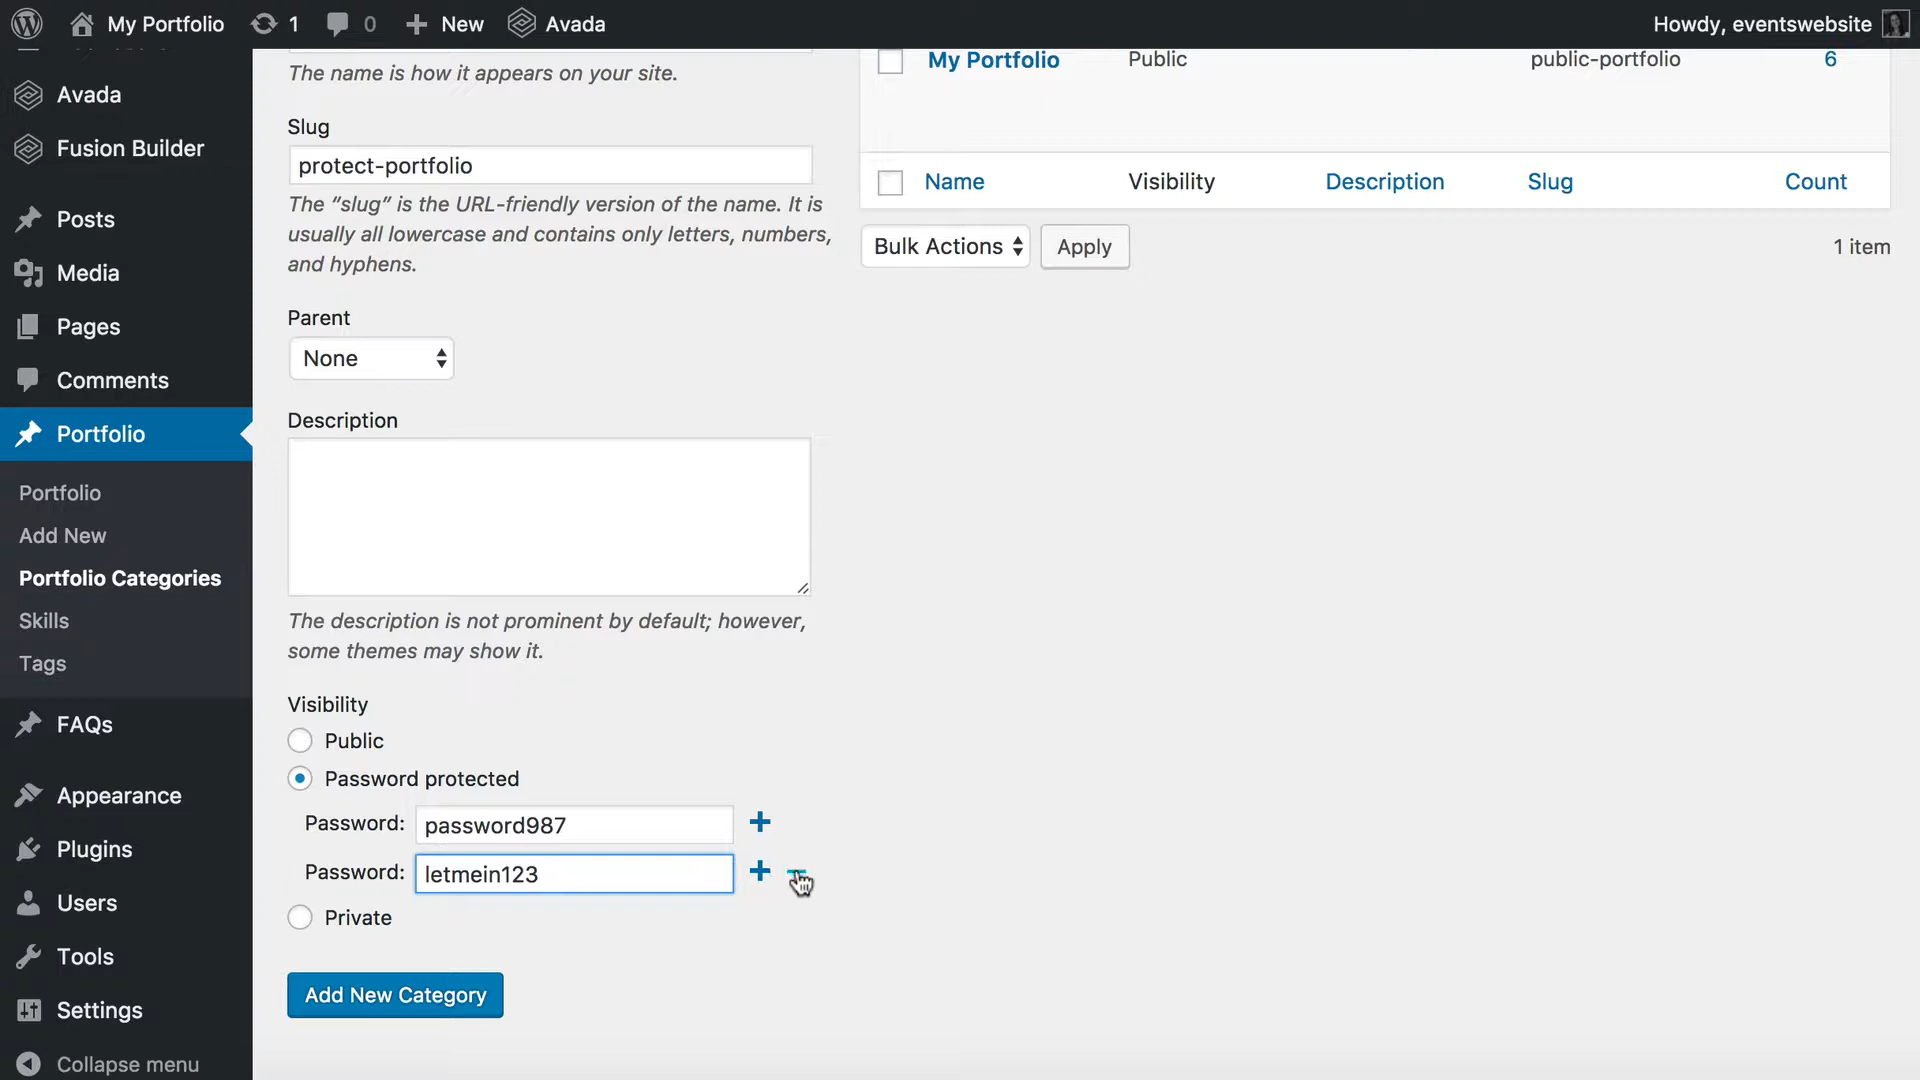 My Portfolio
1
0
New
Avada
Howdy, eventswebsite
Avada
Fusion Builder
Posts
Media
Pages
Comments
Portfolio
Portfolio
Add New
Portfolio Categories
Skills
Tags
FAQs
Appearance
Plugins
Users
Tools
Settings
Collapse menu
The name is how it appears on your site.
Slug
protect-portfolio
The “slug” is the URL-friendly version of the name. It is
usually all lowercase and contains only letters, numbers,
and hyphens.
Parent
None
Description
The description is not prominent by default; however,
some themes may show it.
Visibility
Public
Password protected
Password: password987
Password: letmein123
Private
Add New Category
My Portfolio Public public-portfolio 6
Name Visibility Description Slug Count
Bulk Actions Apply 1 item